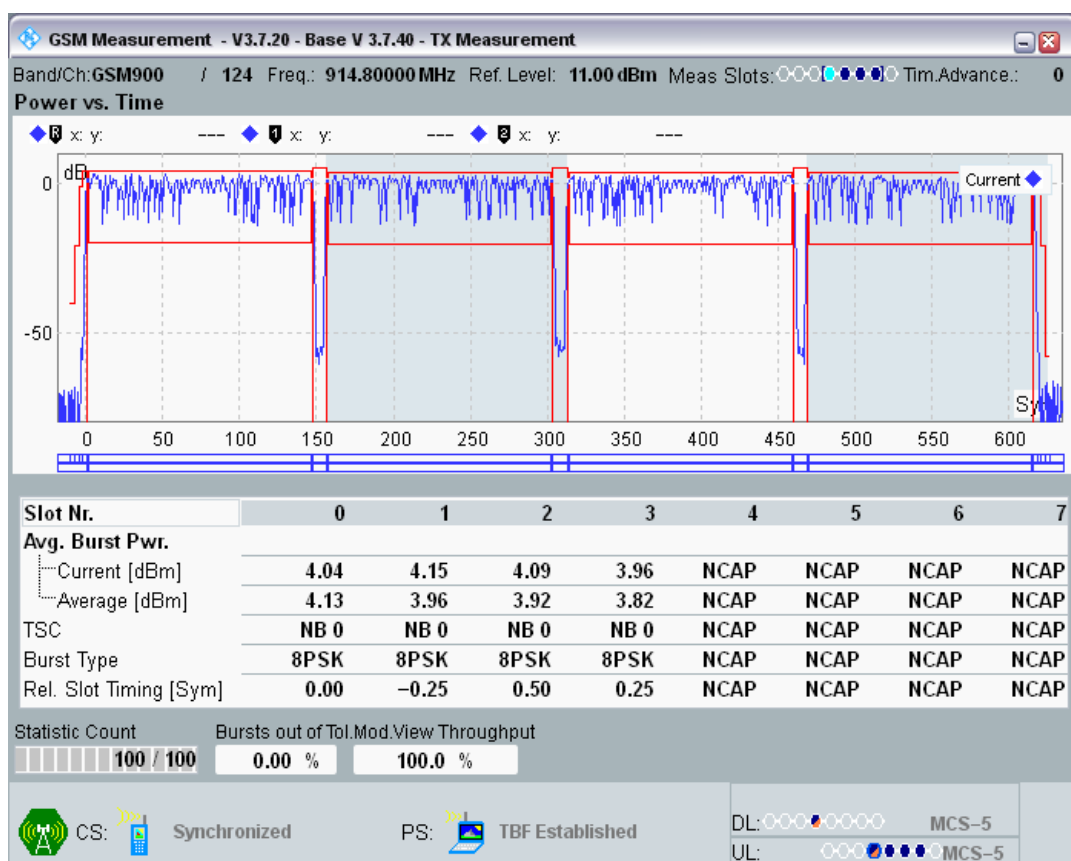 GSM Measurement - V3.7.20 - Base V 3.7.40 - TX Measurement
Band/Ch:GSM900 / 124 Freq.: 914.80000 MHz Ref. Level: 11.00 dBm Meas Slots: Tim.Advance.: 0
Power vs. Time
R x: y: --- 1 x: y: --- 2 x: y: ---
dB
Current
0
-50
Sy
0 50 100 150 200 250 300 350 400 450 500 550 600
Slot Nr. 0 1 2 3 4 5 6 7
Avg. Burst Pwr.
Current [dBm] 4.04 4.15 4.09 3.96 NCAP NCAP NCAP NCAP
Average [dBm] 4.13 3.96 3.92 3.82 NCAP NCAP NCAP NCAP
TSC NB 0 NB 0 NB 0 NB 0 NCAP NCAP NCAP NCAP
Burst Type 8PSK 8PSK 8PSK 8PSK NCAP NCAP NCAP NCAP
Rel. Slot Timing [Sym] 0.00 −0.25 0.50 0.25 NCAP NCAP NCAP NCAP
Statistic Count Bursts out of Tol.Mod.View Throughput
100 / 100 0.00 % 100.0 %
CS: Synchronized PS: TBF Established
DL: MCS−5
UL: MCS−5